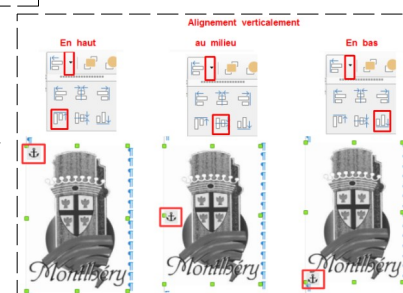 Alignement verticalement
En haut
au milieu
En bas
Montlhéry
Montlhéry
Montlhéry